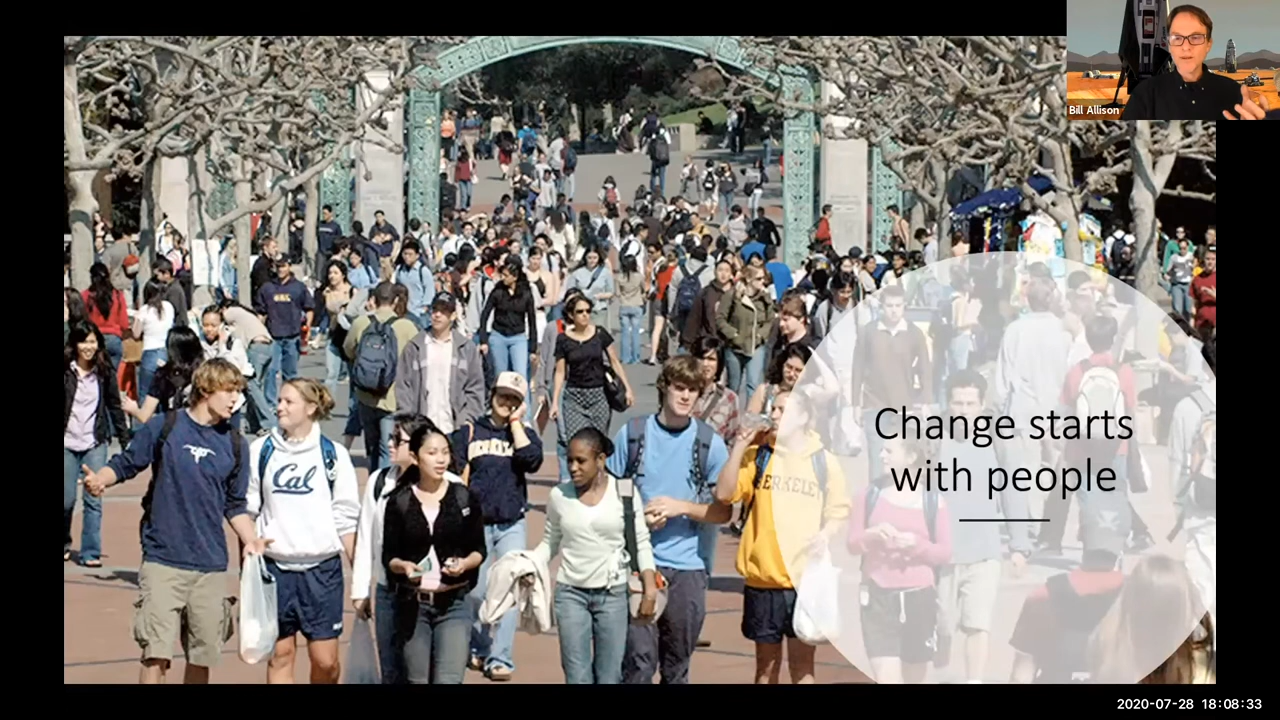 Bill Allison
Cal
BERKELEY
Change starts
with people
2020-07-28 18:08:33